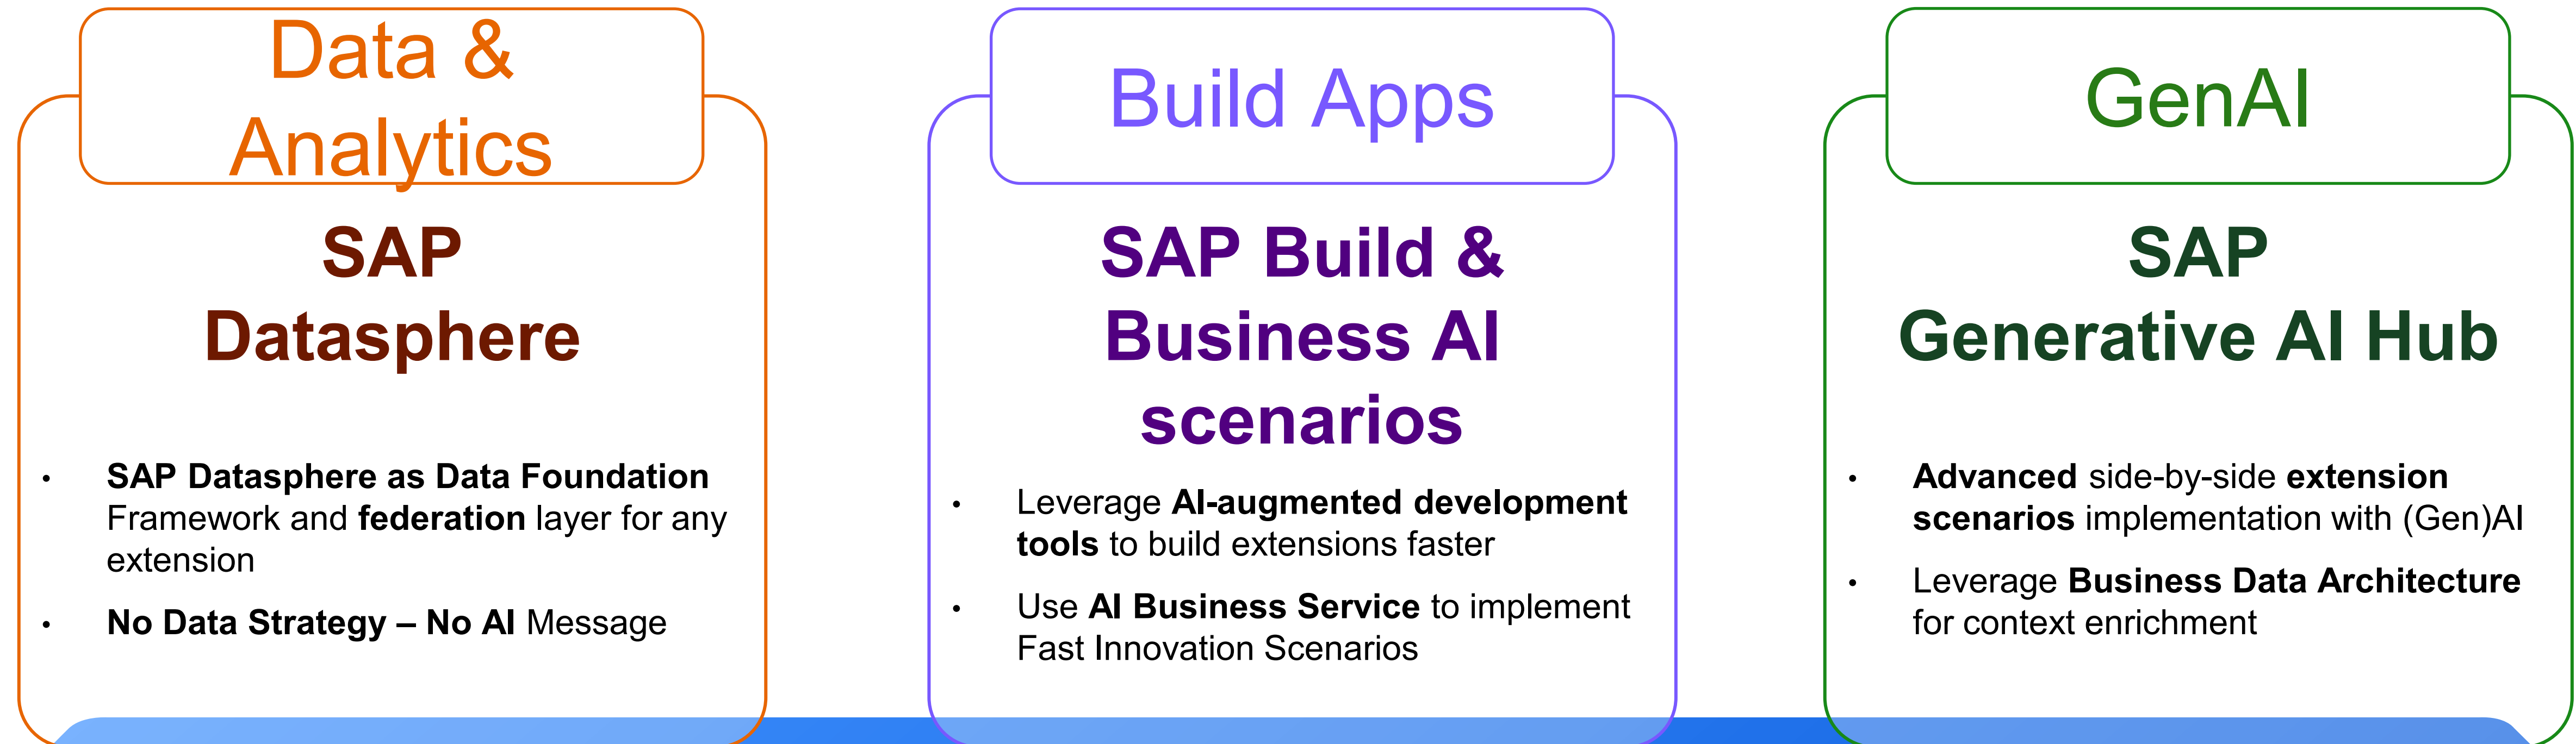 Data &
Analytics
SAP
Datasphere
• SAP Datasphere as Data Foundation
Framework and federation layer for any
extension
• No Data Strategy – No AI Message
Build Apps
SAP Build &
Business AI
scenarios
• Leverage AI-augmented development
tools to build extensions faster
• Use AI Business Service to implement
Fast Innovation Scenarios
GenAI
SAP
Generative AI Hub
• Advanced side-by-side extension
scenarios implementation with (Gen)AI
• Leverage Business Data Architecture
for context enrichment